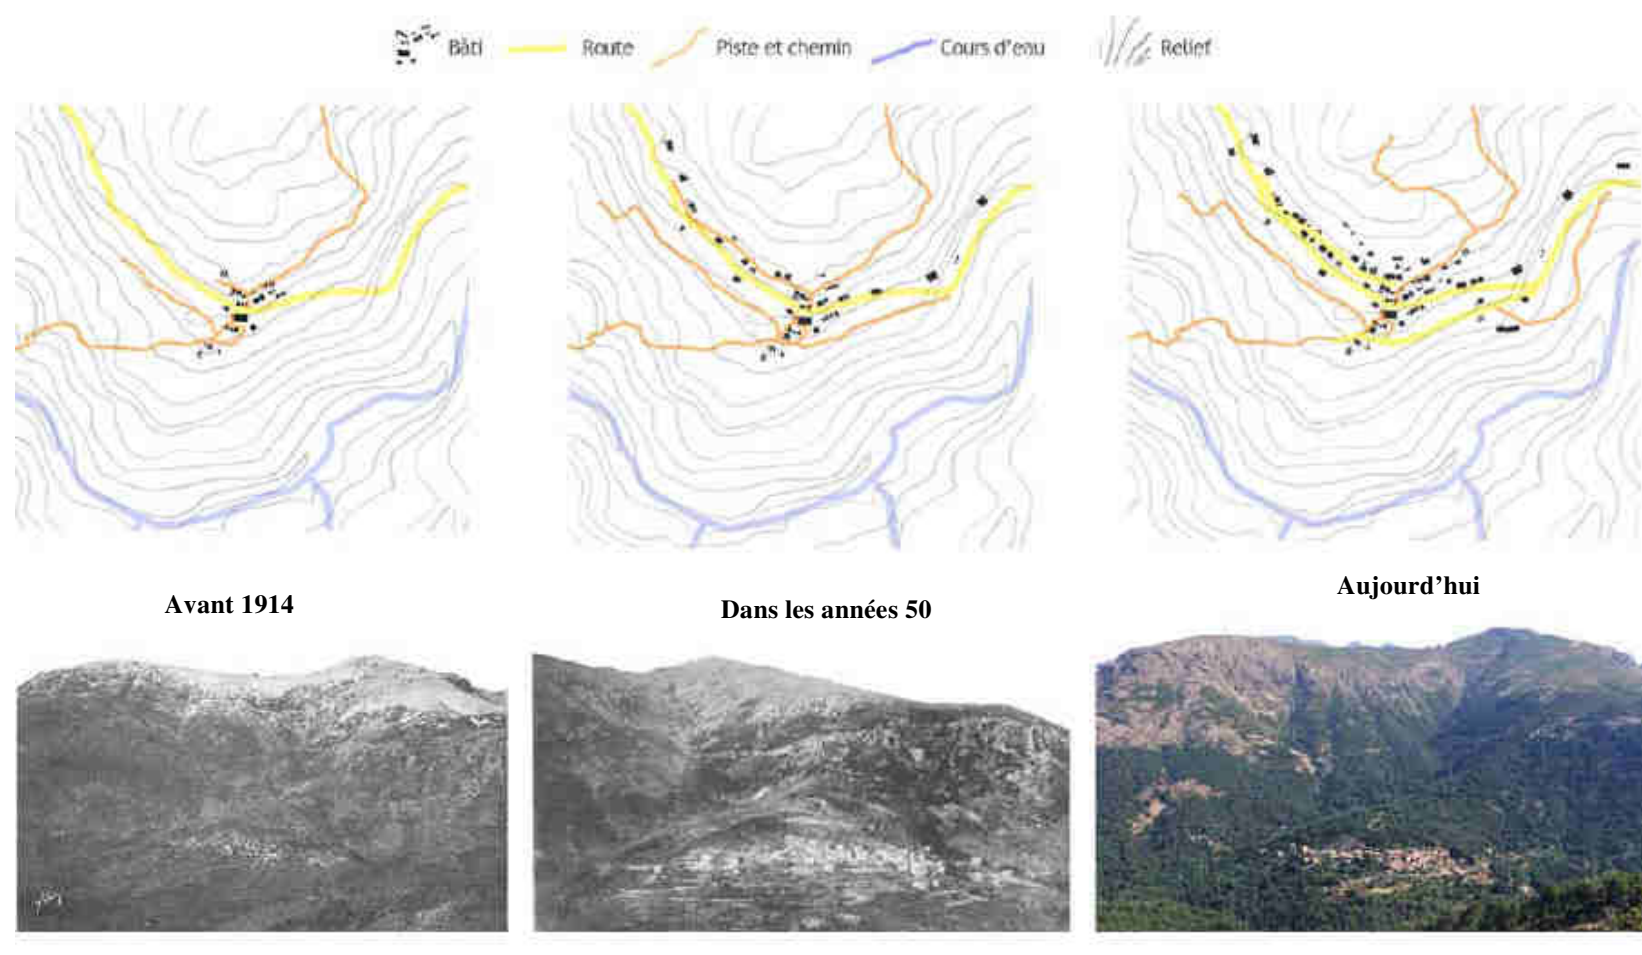 Bâti Route Piste et chemin Cours d'eau Relief
Avant 1914
Dans les années 50
Aujourd'hui